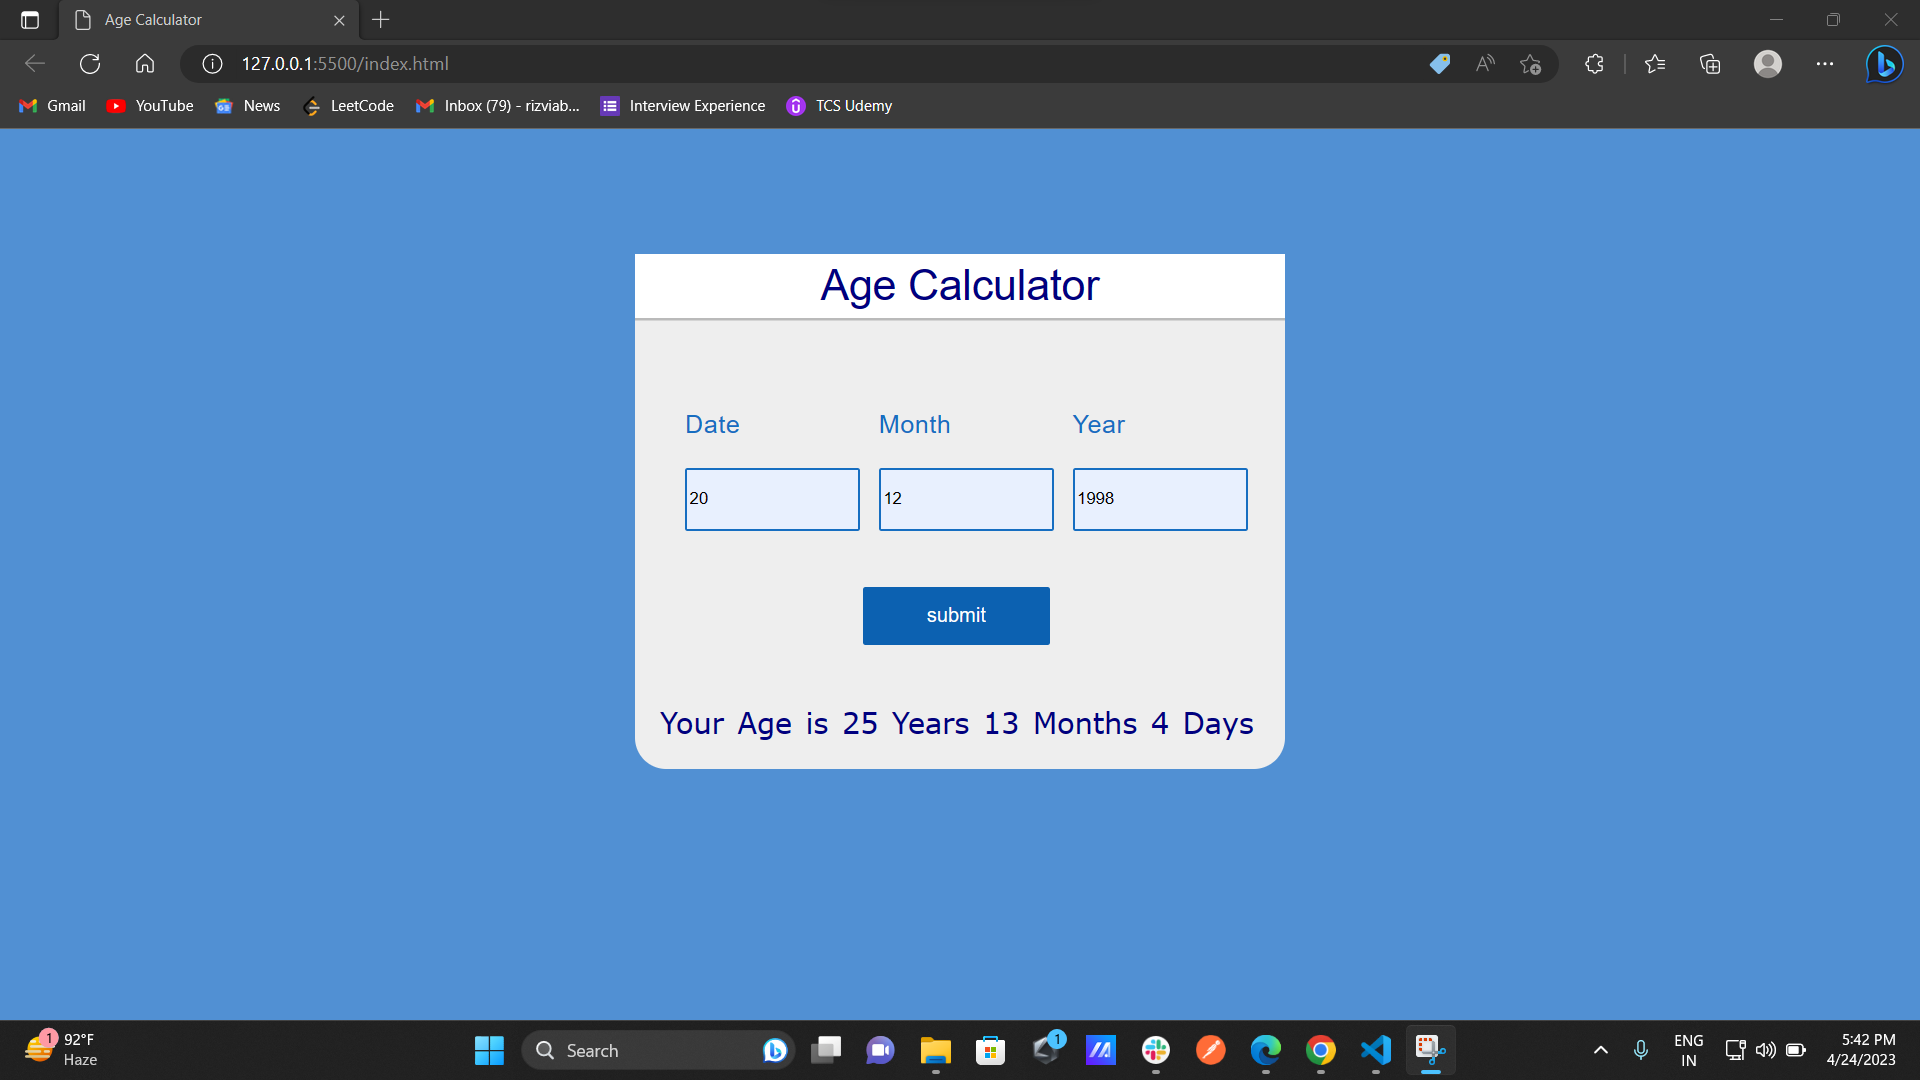 Age Calculator
127.0.0.1:5500/index.html
Gmail YouTube News LeetCode Inbox (79) - rizviab... Interview Experience TCS Udemy
Age Calculator
Date Month Year
20 12 1998
submit
Your Age is 25 Years 13 Months 4 Days
1 92°F
Haze
Search
1
ENG
IN
5:42 PM
4/24/2023